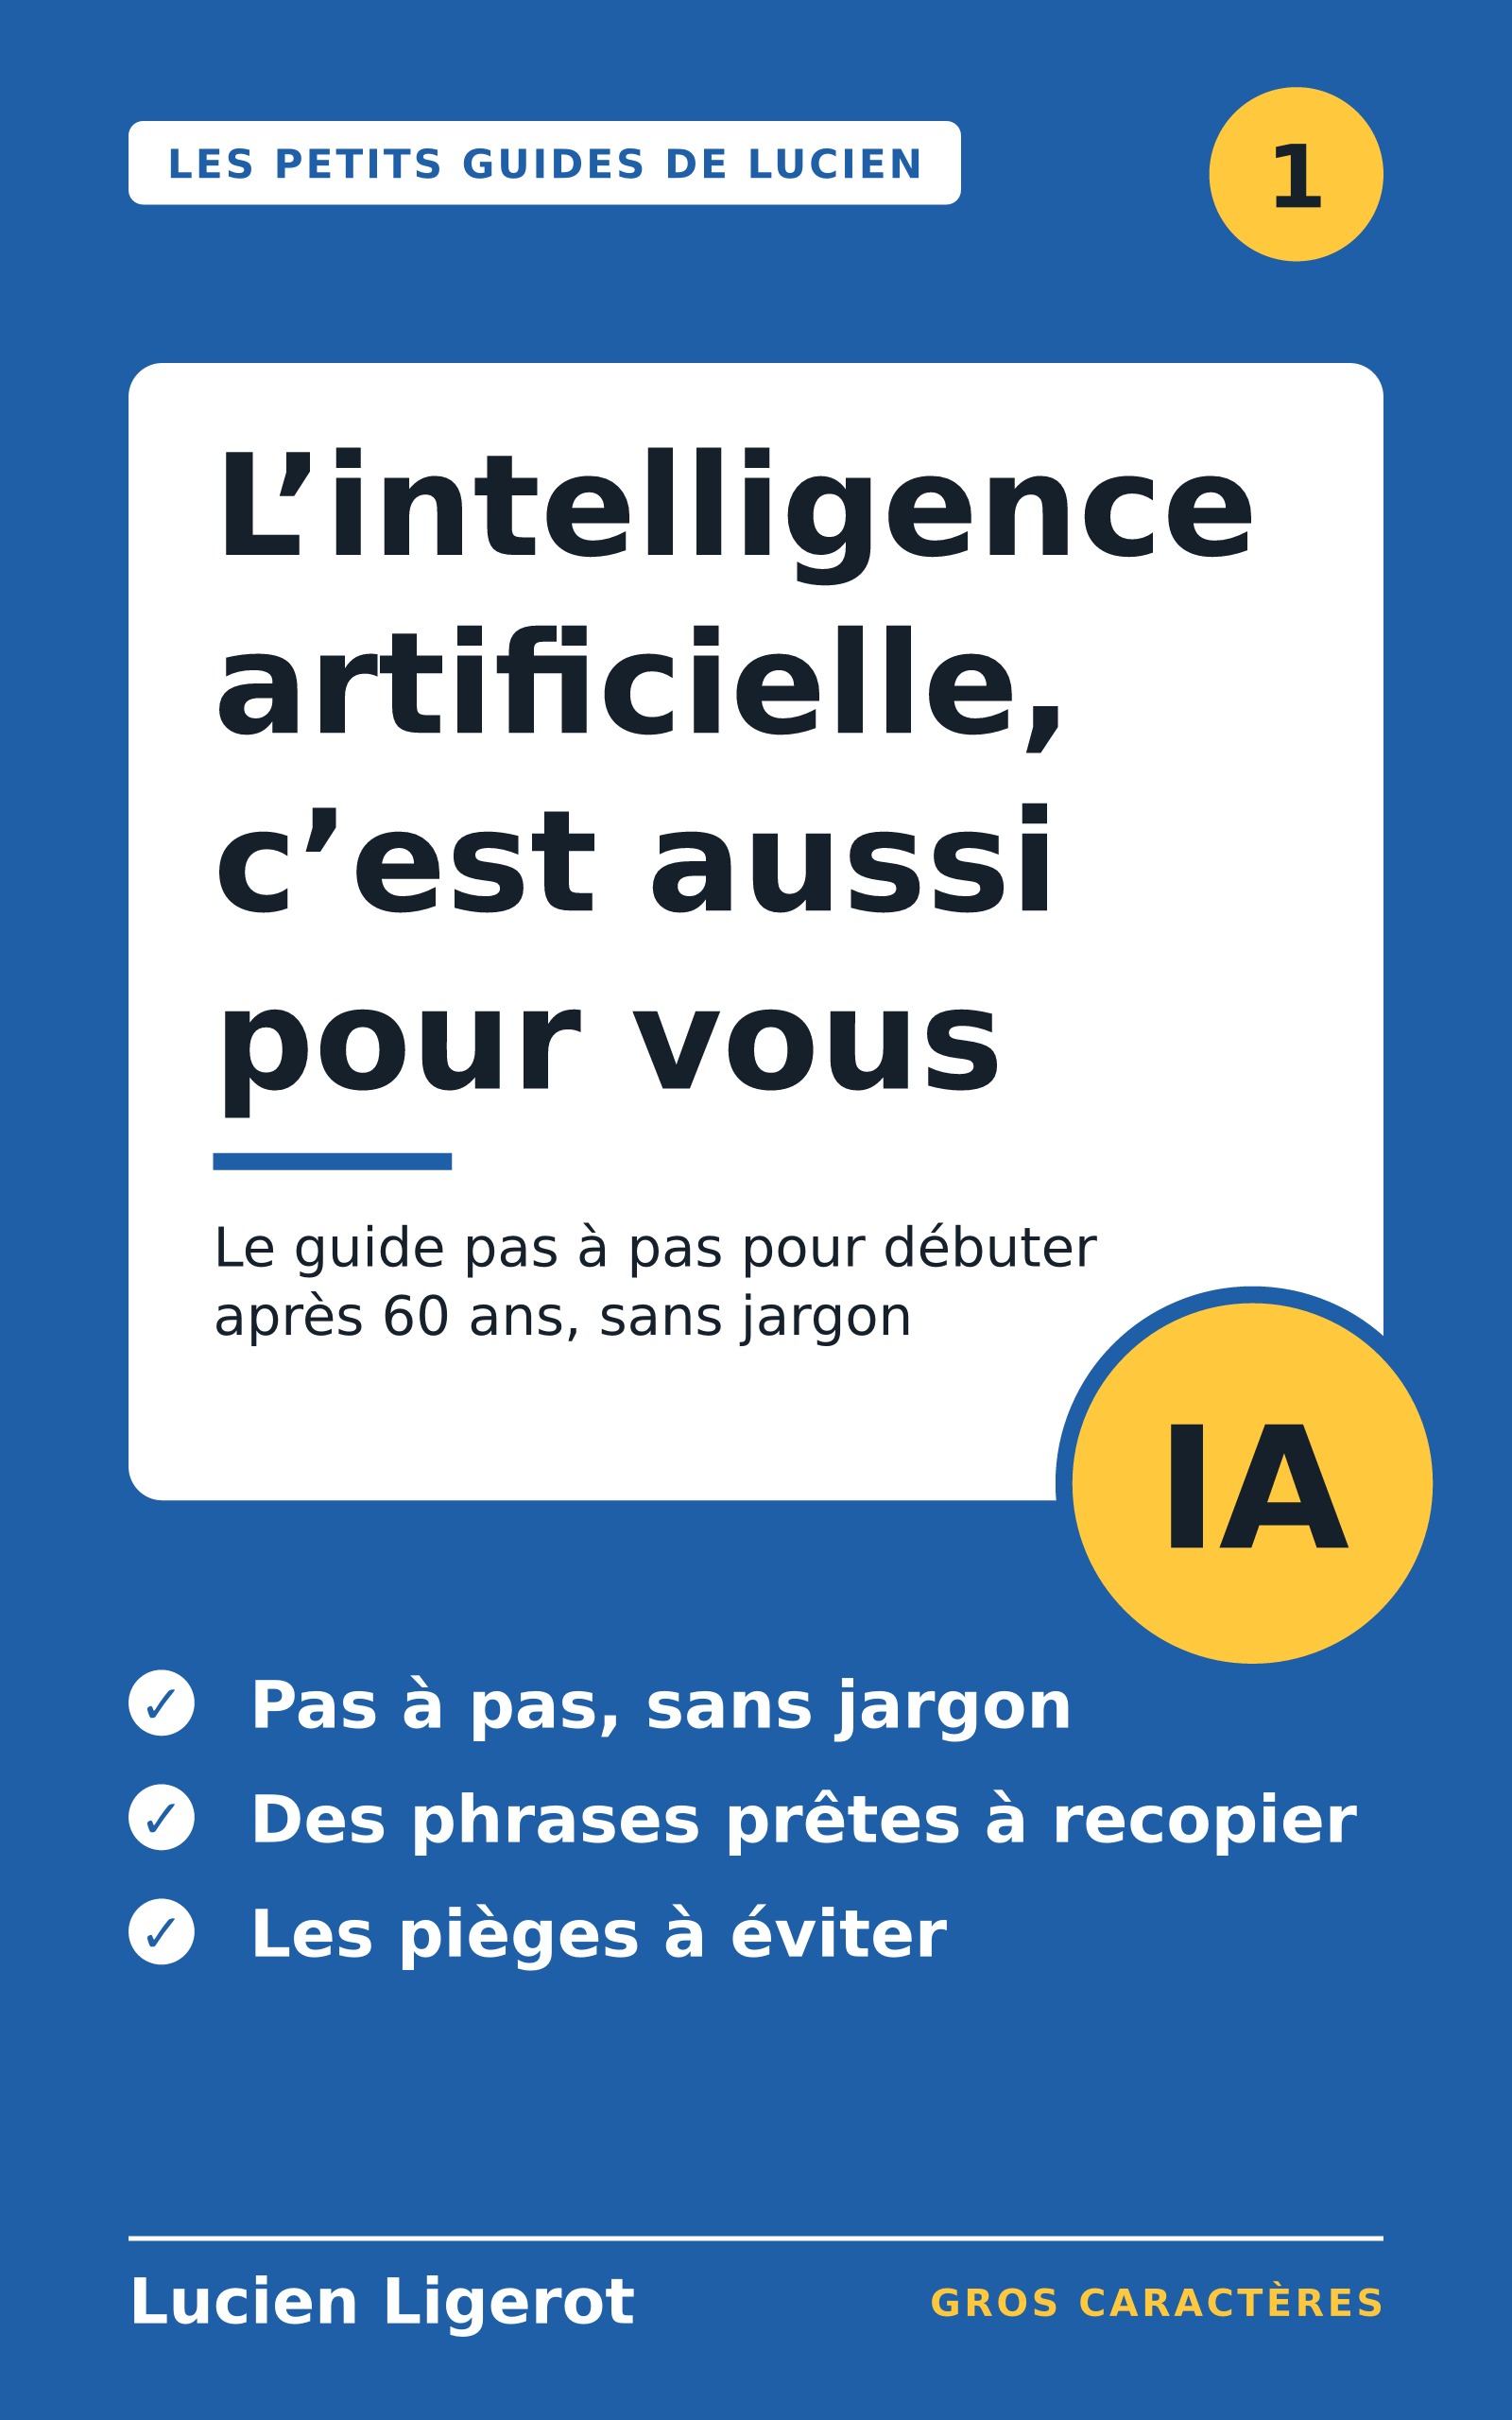 LES PETITS GUIDES DE LUCIEN
1
L’intelligence
artificielle,
c’est aussi
pour vous
Le guide pas à pas pour débuter
après 60 ans, sans jargon
IA
✓ Pas à pas, sans jargon
✓ Des phrases prêtes à recopier
✓ Les pièges à éviter
Lucien Ligerot
GROS CARACTÈRES